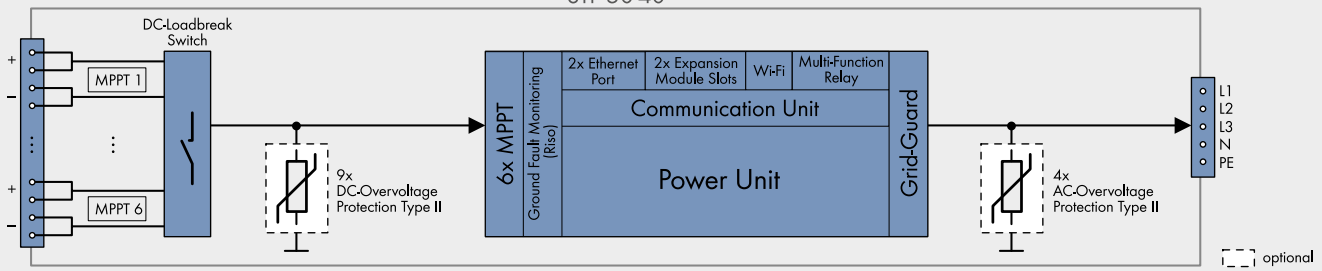 DC-Loadbreak
Switch
+
MPPT 1
–
+
MPPT 6
–
9x
DC-Overvoltage
Protection Type II
6x MPPT
Ground Fault Monitoring
(Riso)
2x Ethernet
Port
2x Expansion
Module Slots
Wi-Fi
Multi-Function
Relay
Communication Unit
Power Unit
Grid-Guard
4x
AC-Overvoltage
Protection Type II
L1
L2
L3
N
PE
optional